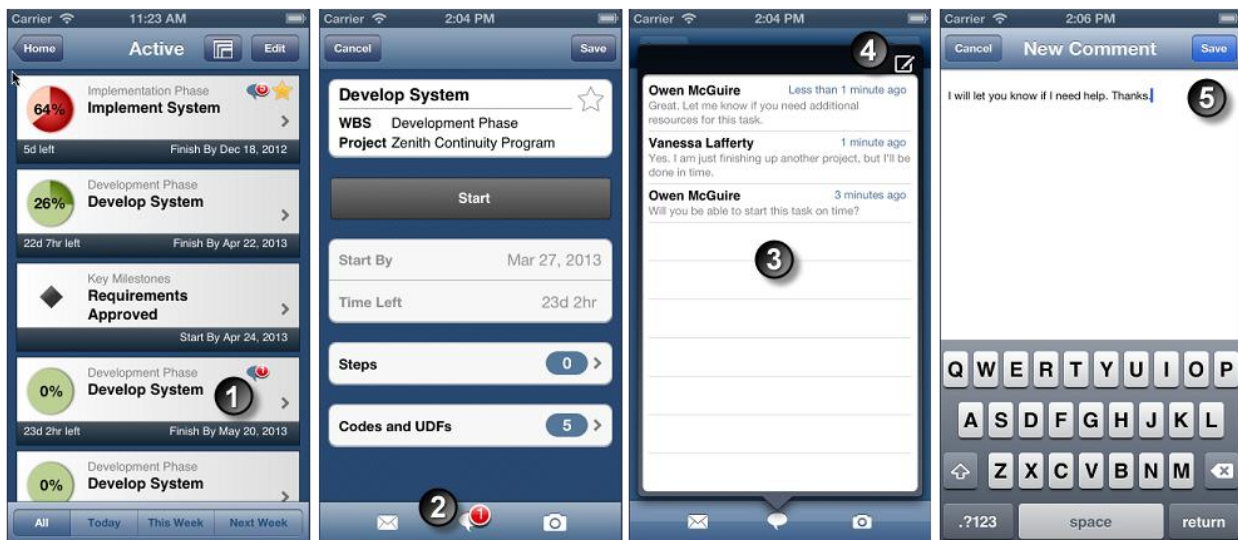 Carrier 11:23 AM
Home Active Edit
Implementation Phase
64% Implement System
5d left Finish By Dec 18, 2012
Development Phase
26% Develop System
22d 7hr left Finish By Apr 22, 2013
Key Milestones
Requirements
Approved
Start By Apr 24, 2013
Development Phase
0% Develop System 1
23d 2hr left Finish By May 20, 2013
Development Phase
0% Develop System
All Today This Week Next Week
Carrier 2:04 PM
Cancel Save
Develop System
WBS Development Phase
Project Zenith Continuity Program
Start
Start By Mar 27, 2013
Time Left 23d 2hr
Steps 0
Codes and UDFs 5
2 1
Carrier 2:04 PM
4
Owen McGuire Less than 1 minute ago
Great. Let me know if you need additional
resources for this task.
Vanessa Lafferty 1 minute ago
Yes. I am just finishing up another project, but I'll be
done in time.
Owen McGuire 3 minutes ago
Will you be able to start this task on time?
3
Carrier 2:06 PM
Cancel New Comment Save
I will let you know if I need help. Thanks. 5
Q W E R T Y U I O P
A S D F G H J K L
Z X C V B N M
.?123 space return